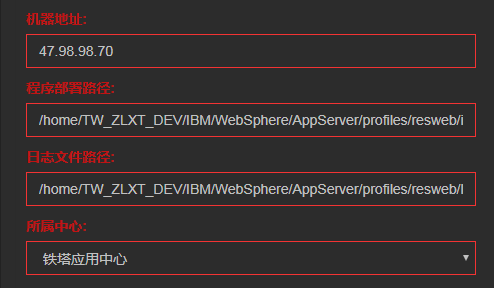 机器地址:
47.98.98.70
程序部署路径:
/home/TW_ZLXT_DEV/IBM/WebSphere/AppServer/profiles/resweb/i
日志文件路径:
/home/TW_ZLXT_DEV/IBM/WebSphere/AppServer/profiles/resweb/l
所属中心:
铁塔应用中心